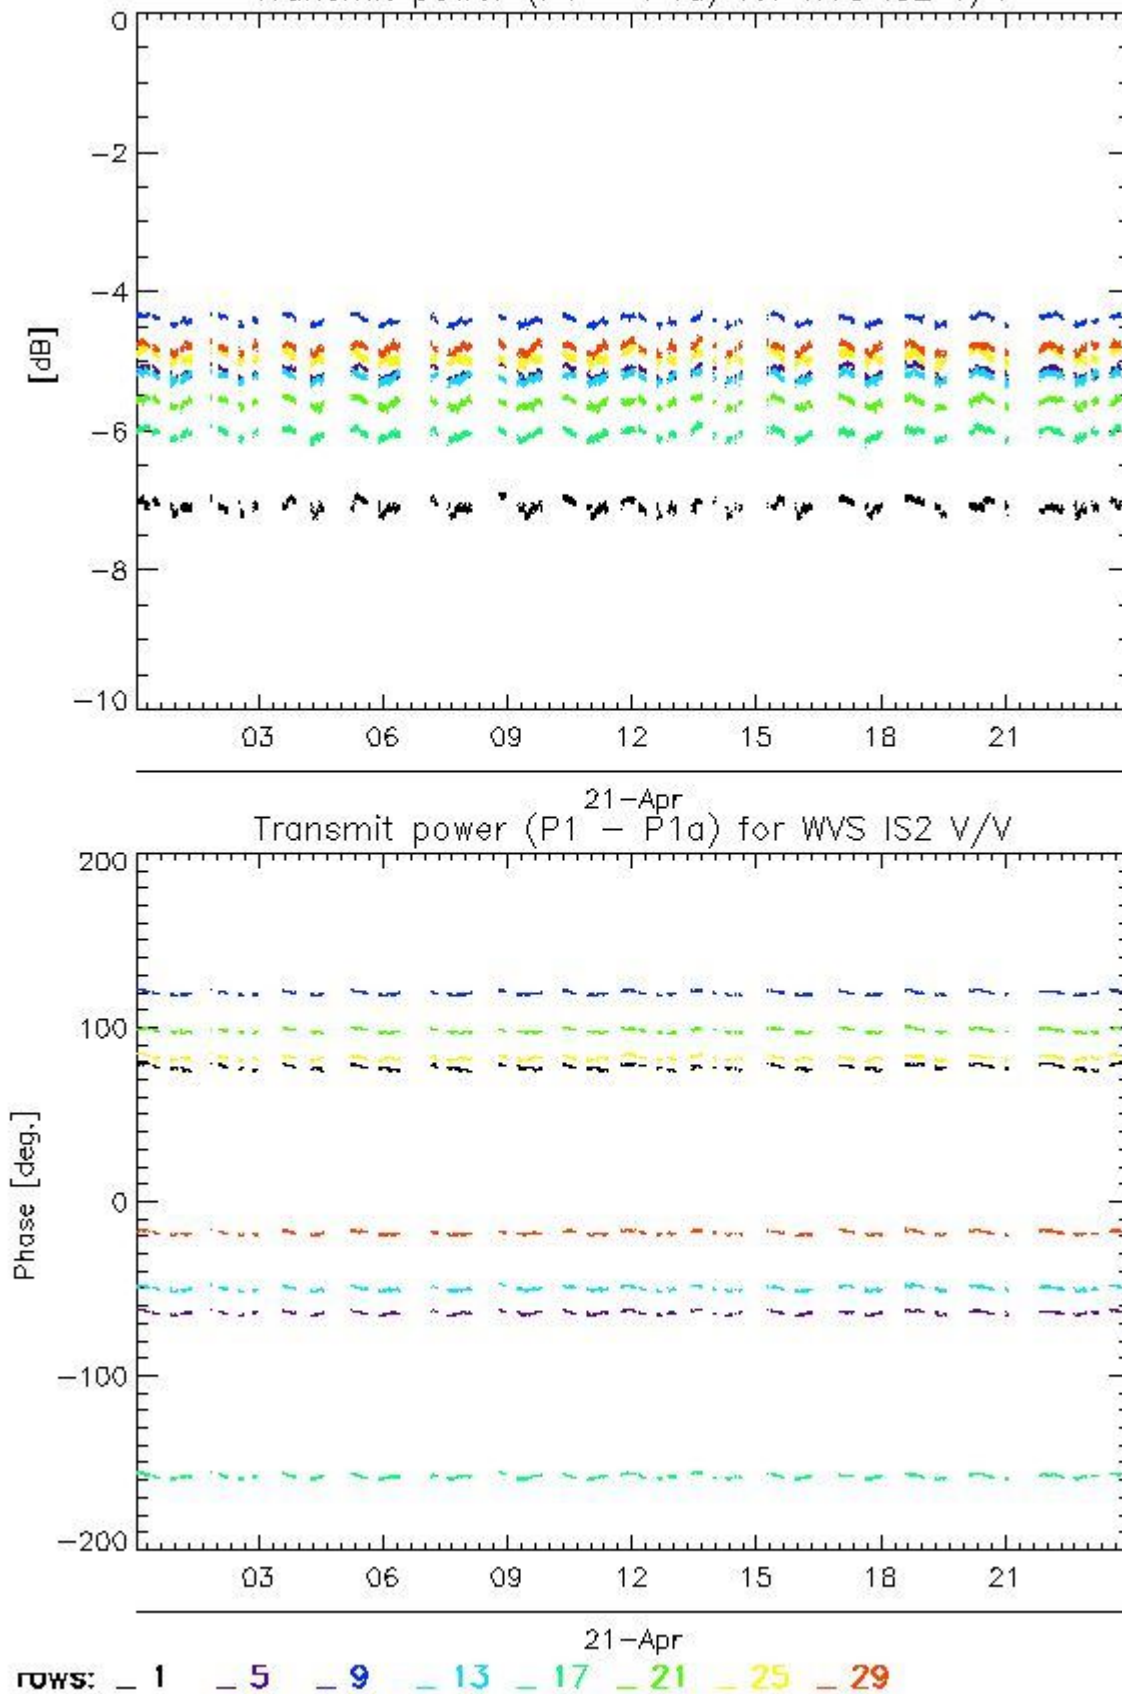 0
-2
-4
[dB]
-6
-8
-10
03 06 09 12 15 18 21
21-Apr
Transmit power (P1 - P1a) for WVS IS2 V/V
200
100
0
Phase [deg.]
-100
-200
03 06 09 12 15 18 21
21-Apr
rows: _ 1 _ 5 _ 9 _ 13 _ 17 _ 21 _ 25 _ 29